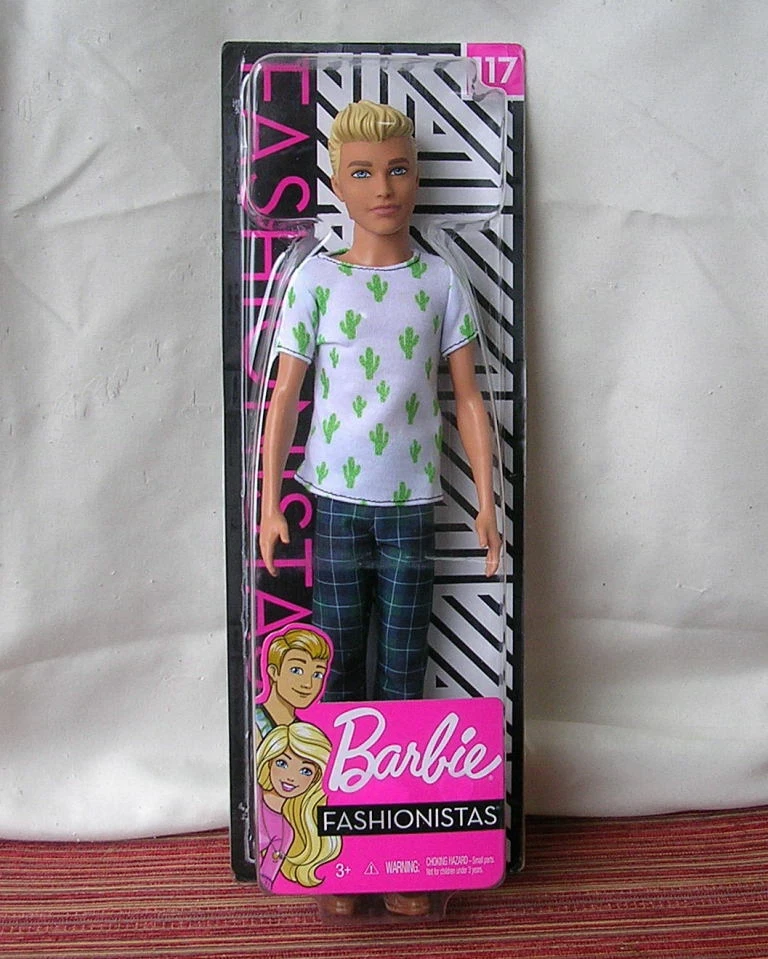 117
FASHIONISTAS
Barbie
FASHIONISTAS
3+ WARNING: CHOKING HAZARD – Small parts.
Not for children under 3 years.